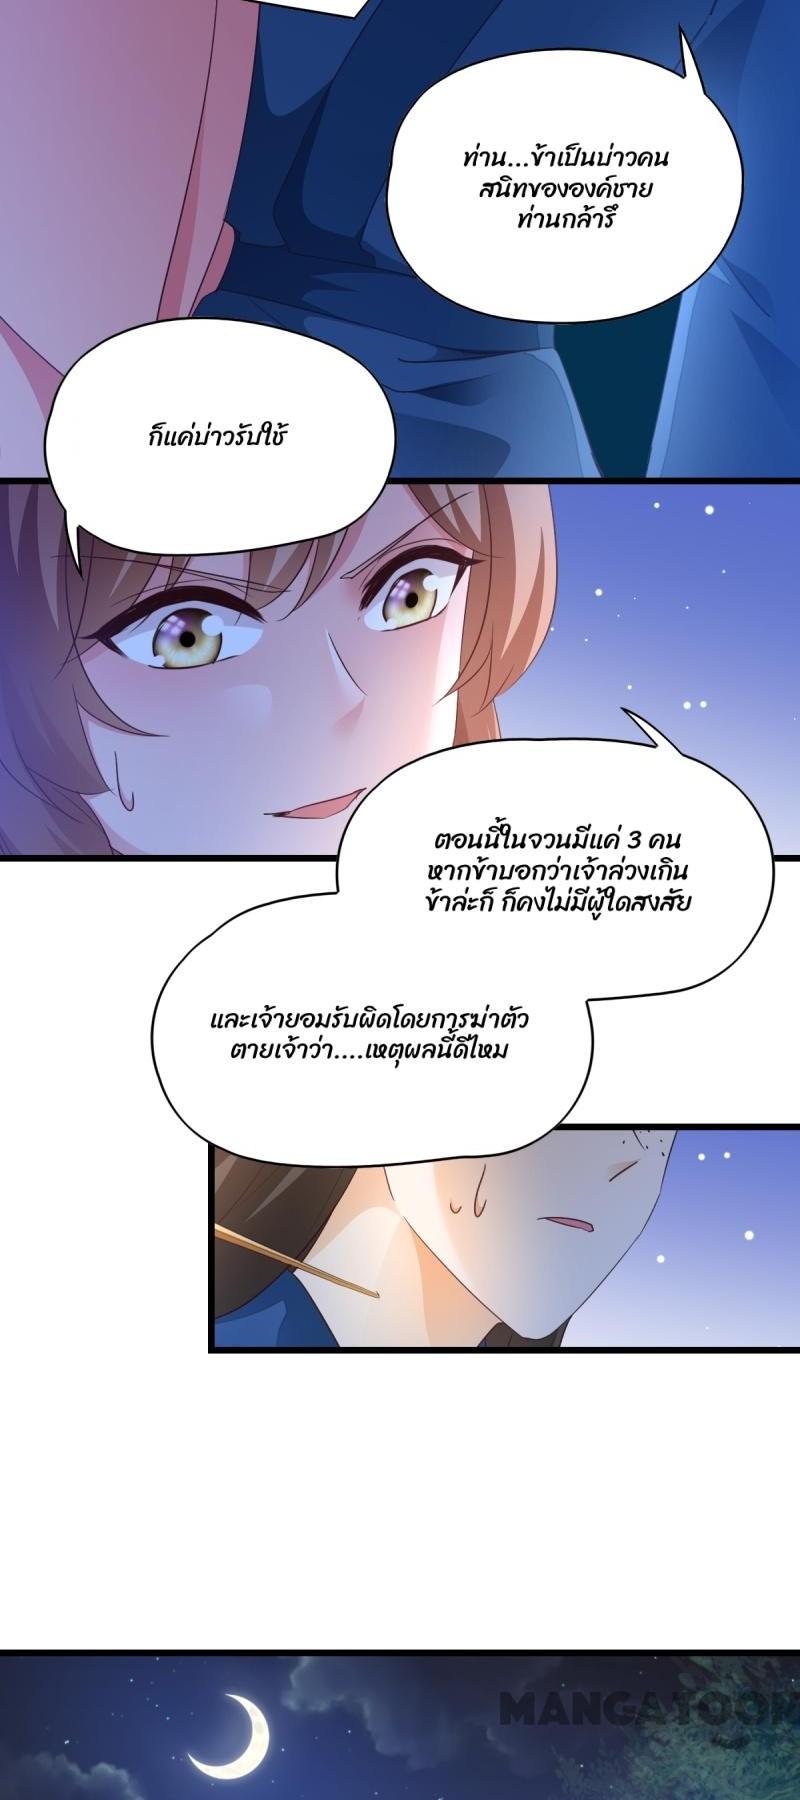 ท่าน...ข้าเป็นบ่าวคน
สนิทขององค์ชาย
ท่านกล้ารึ
ก็แค่บ่าวรับใช้
ตอนนี้ในจวนมีแค่ 3 คน
หากข้าบอกว่าเจ้าล่วงเกิน
ข้าล่ะก็ ก็คงไม่มีผู้ใดสงสัย
และเจ้ายอมรับผิดโดยการฆ่าตัว
ตายเจ้าว่า....เหตุผลนี้ดีไหม
MANGATOON